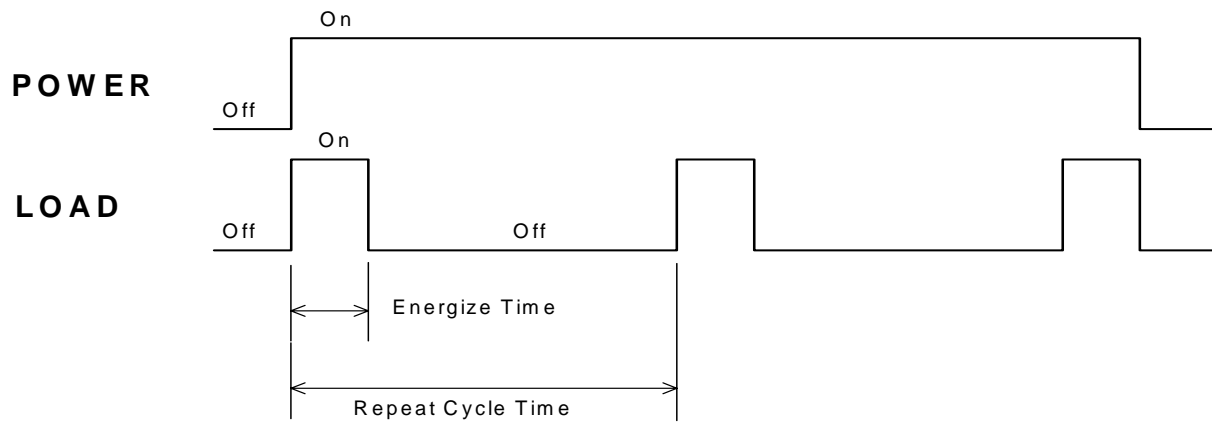 On
POWER
Off
On
LOAD
Off
Off
Energize Time
Repeat Cycle Time